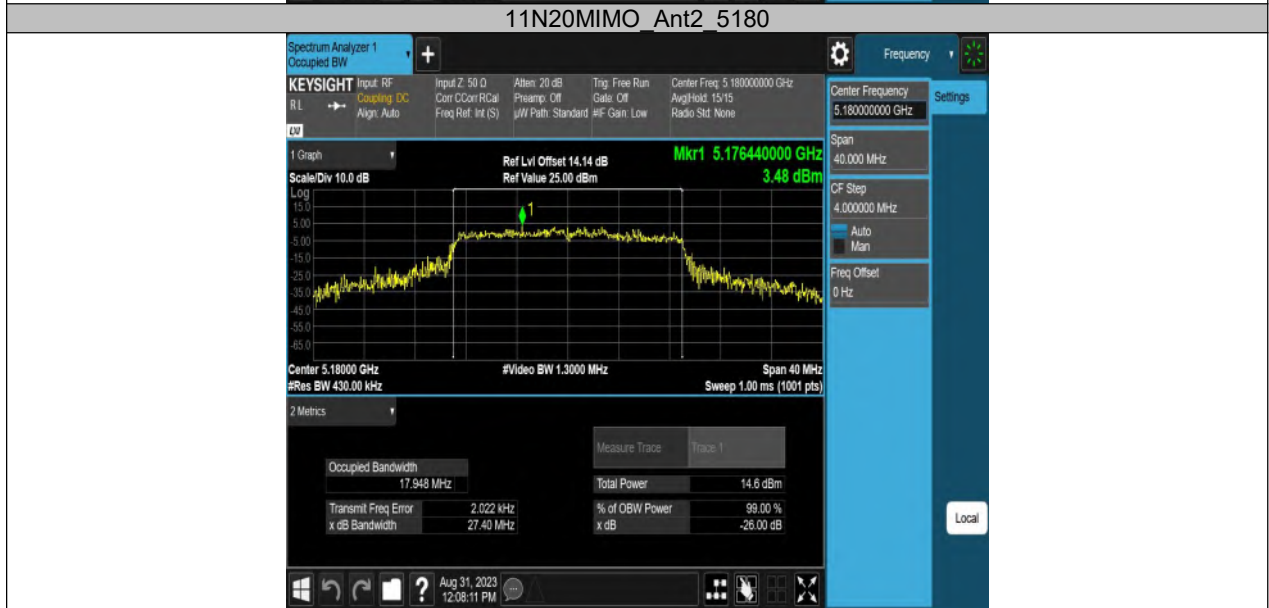 11N20MIMO_Ant2_5180
Spectrum Analyzer 1
Occupied BW
+
Frequency
KEYSIGHT Input: RF
Input Z: 50 Ω
Atten: 20 dB
Trig: Free Run
Center Freq: 5.180000000 GHz
RL
Coupling: DC
Corr CCorr RCal
Preamp: Off
Gate: Off
Avg|Hold: 15/15
Align: Auto
Freq Ref: Int (S)
µW Path: Standard
#IF Gain: Low
Radio Std: None
LXI
Center Frequency
5.180000000 GHz
Settings
Span
40.000 MHz
CF Step
4.000000 MHz
Auto
Man
Freq Offset
0 Hz
1 Graph
Ref Lvl Offset 14.14 dB
Mkr1 5.176440000 GHz
Scale/Div 10.0 dB
Ref Value 25.00 dBm
3.48 dBm
Log
15.0
1
5.00
-5.00
-15.0
-25.0
-35.0
-45.0
-55.0
-65.0
Center 5.18000 GHz
#Video BW 1.3000 MHz
Span 40 MHz
#Res BW 430.00 kHz
Sweep 1.00 ms (1001 pts)
2 Metrics
Measure Trace
Trace 1
Occupied Bandwidth
17.948 MHz
Total Power
14.6 dBm
Transmit Freq Error
2.022 kHz
% of OBW Power
99.00 %
x dB Bandwidth
27.40 MHz
x dB
-26.00 dB
Local
?
Aug 31, 2023
12:08:11 PM